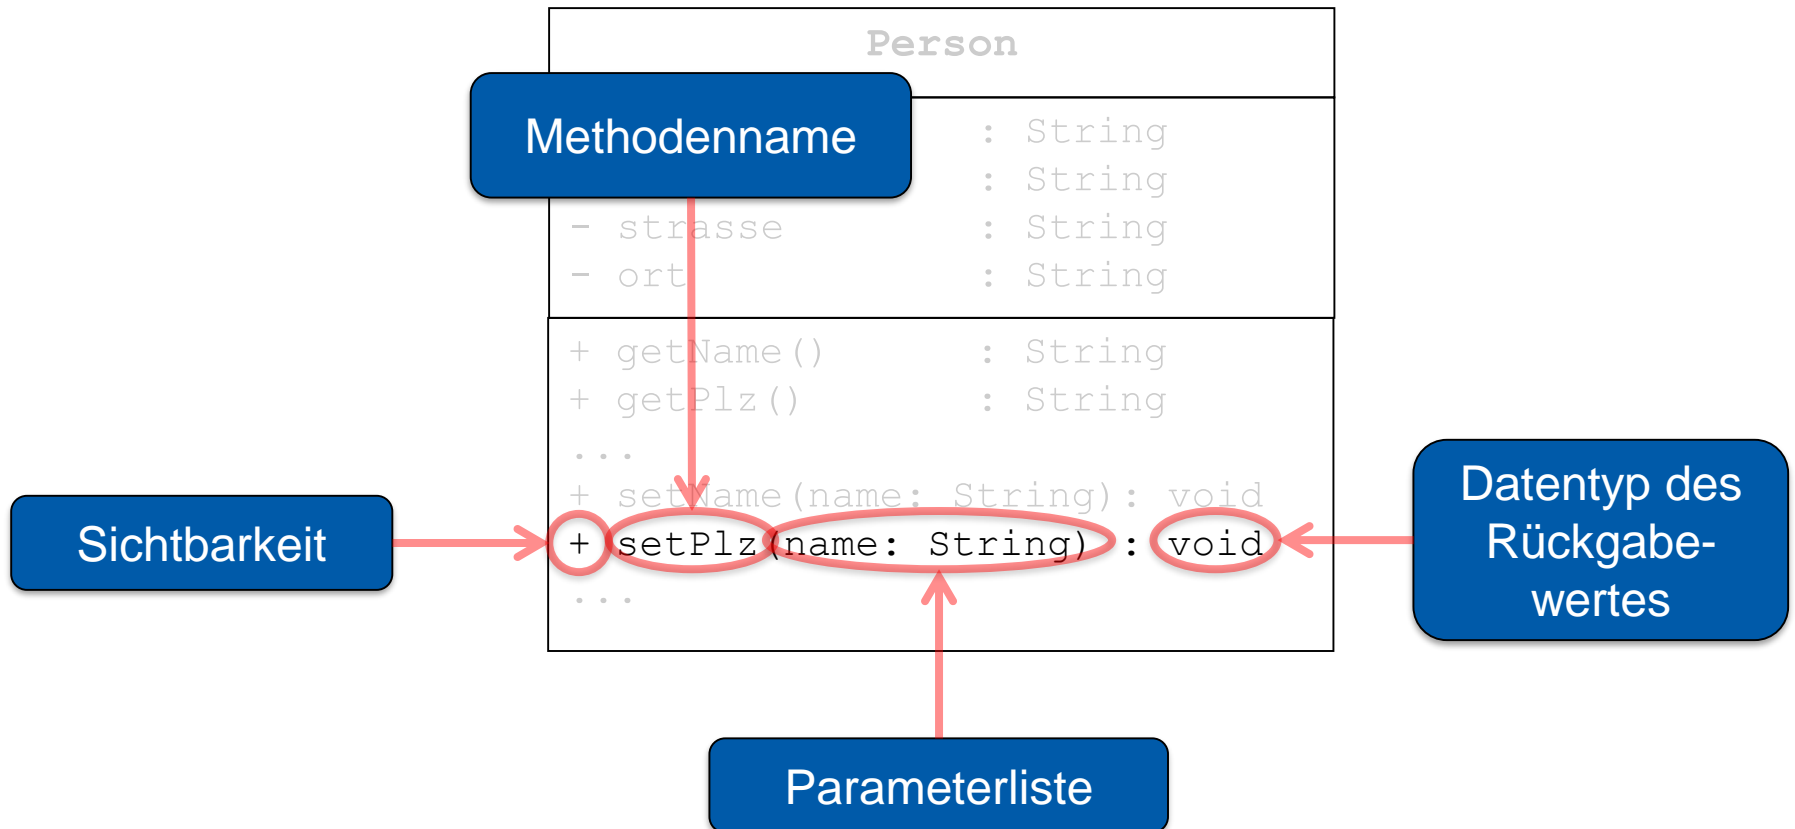 Person
Methodenname
: String
: String
- strasse : String
- ort : String
+ getName() : String
+ getPlz() : String
...
+ setName(name: String): void
+ setPlz(name: String) : void
...
Sichtbarkeit
Datentyp des
Rückgabe-
wertes
Parameterliste